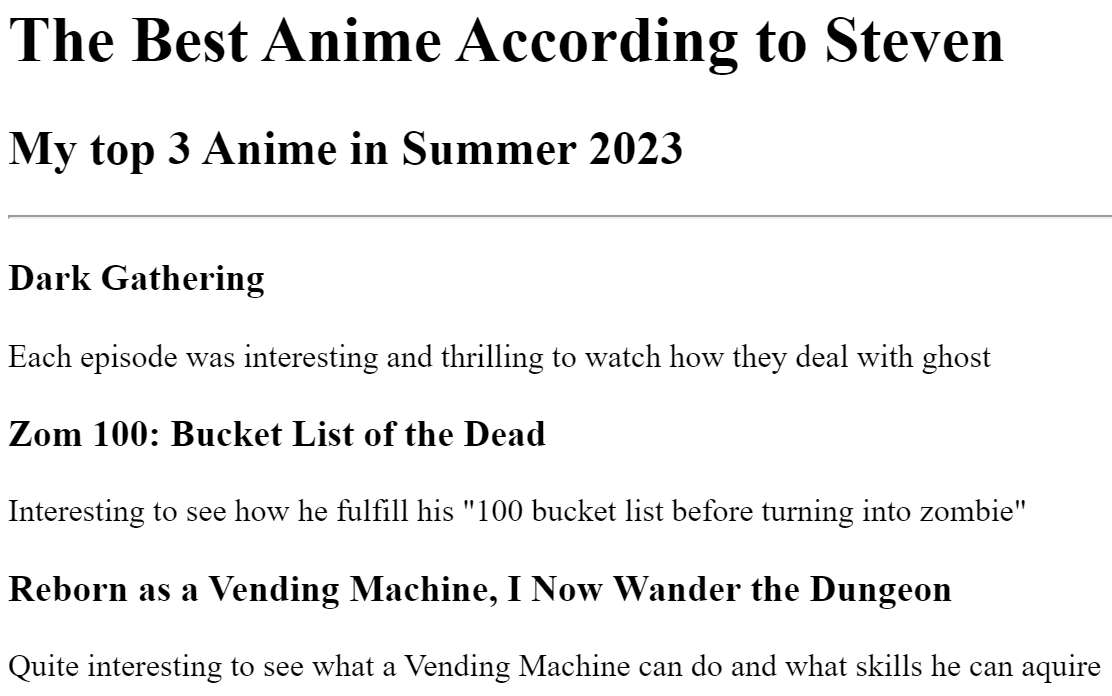 The Best Anime According to Steven
My top 3 Anime in Summer 2023
Dark Gathering
Each episode was interesting and thrilling to watch how they deal with ghost
Zom 100: Bucket List of the Dead
Interesting to see how he fulfill his "100 bucket list before turning into zombie"
Reborn as a Vending Machine, I Now Wander the Dungeon
Quite interesting to see what a Vending Machine can do and what skills he can aquire